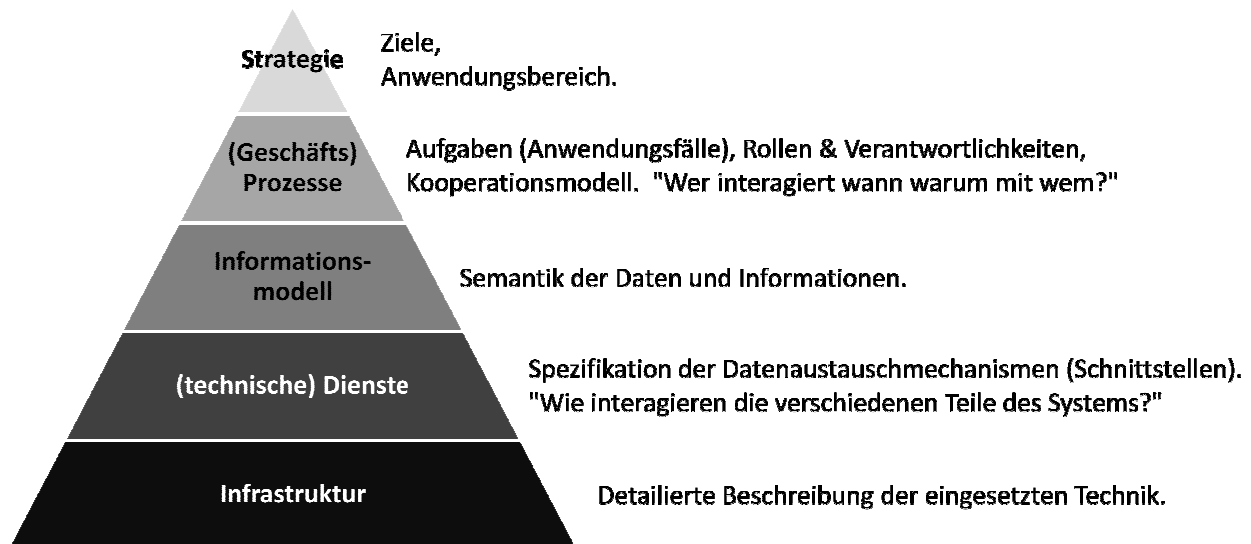 Strategie
Ziele,
Anwendungsbereich.
(Geschäfts)
Prozesse
Aufgaben (Anwendungsfälle), Rollen & Verantwortlichkeiten,
Kooperationsmodell. "Wer interagiert wann warum mit wem?"
Informations-
modell
Semantik der Daten und Informationen.
(technische) Dienste
Spezifikation der Datenaustauschmechanismen (Schnittstellen).
"Wie interagieren die verschiedenen Teile des Systems?"
Infrastruktur
Detailierte Beschreibung der eingesetzten Technik.